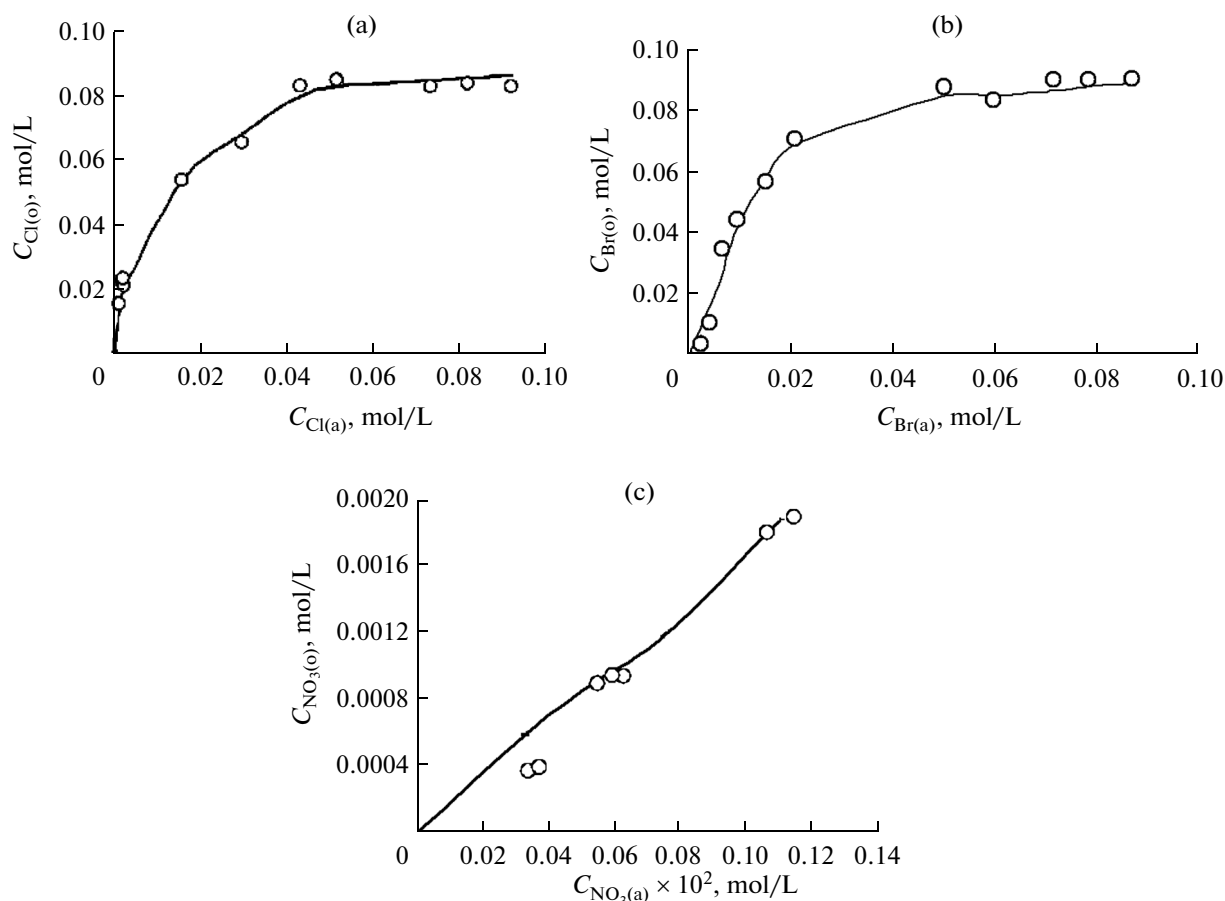 (a)
0.10
0.08
0.06
0.04
0.02
C_Cl(o), mol/L
0 0.02 0.04 0.06 0.08 0.10
C_Cl(a), mol/L
(b)
0.10
0.08
0.06
0.04
0.02
C_Br(o), mol/L
0 0.02 0.04 0.06 0.08 0.10
C_Br(a), mol/L
(c)
0.0020
0.0016
0.0012
0.0008
0.0004
C_NO₃(o), mol/L
0 0.02 0.04 0.06 0.08 0.10 0.12 0.14
C_NO₃(a) × 10², mol/L